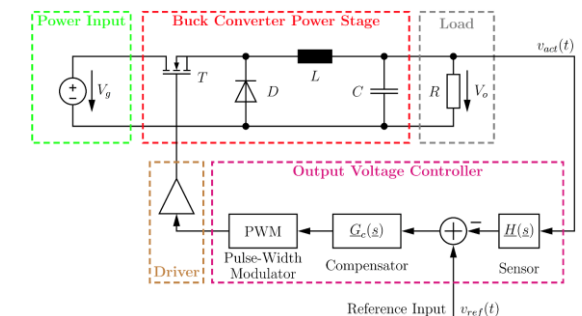 Power Input
Buck Converter Power Stage
Load
v_act(t)
V_g
T
D
L
C
R
V_o
Output Voltage Controller
PWM
G_c(s)
H(s)
Driver
Pulse-Width
Modulator
Compensator
Sensor
Reference Input
v_ref(t)